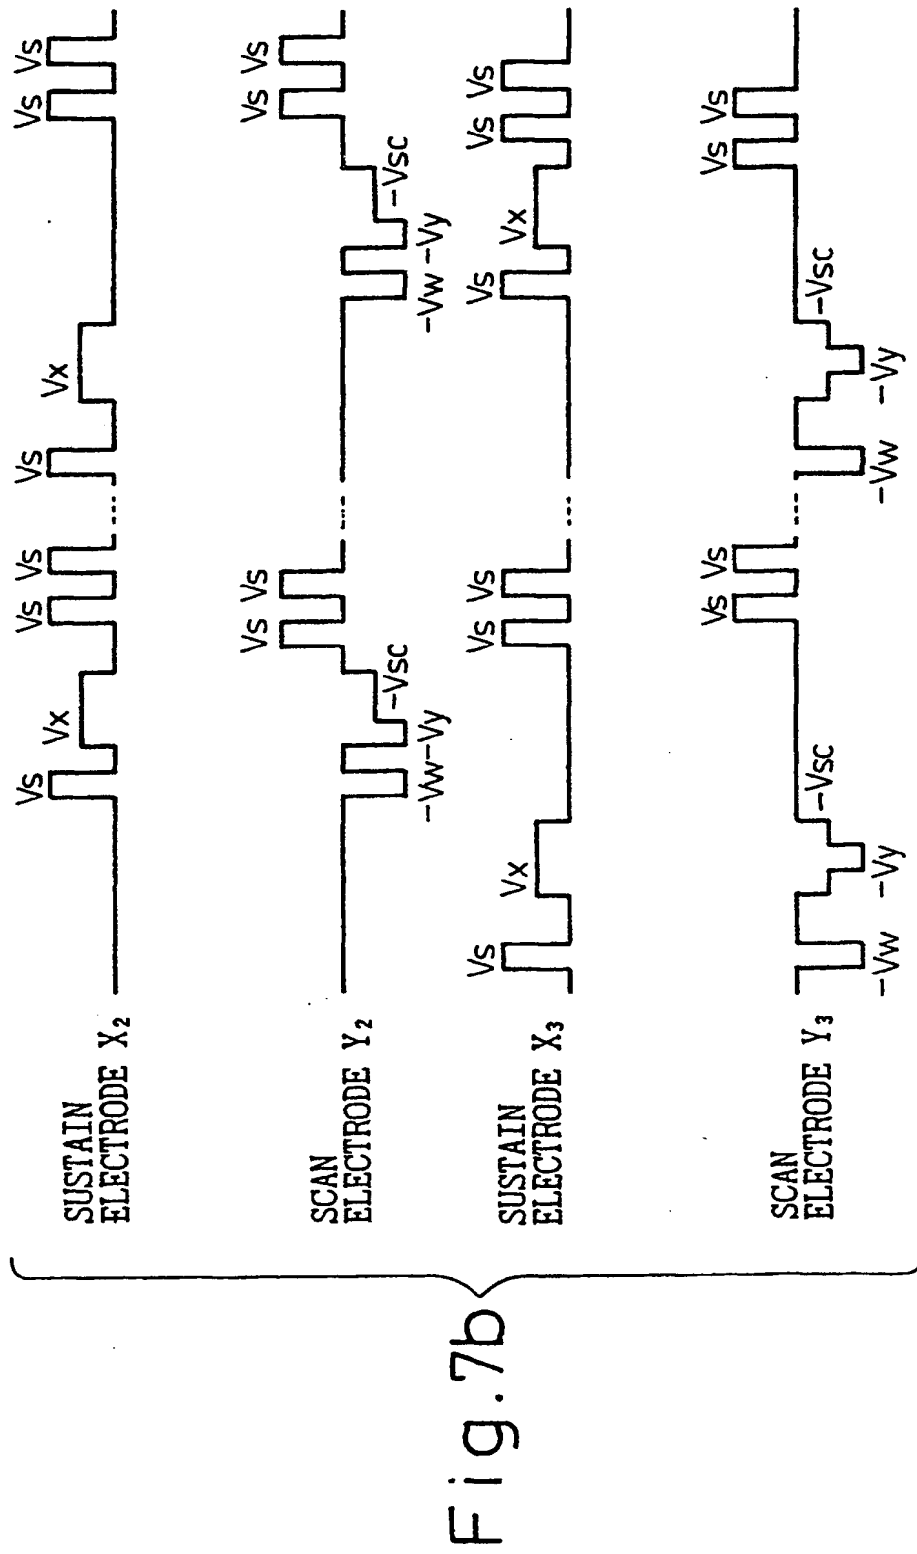 Fig.7b
SUSTAIN
ELECTRODE X₂
Vs Vx Vs Vs Vs Vx Vs Vs
SCAN
ELECTRODE Y₂
Vs Vs Vs Vs
-Vsc -Vsc
-Vw-Vy -Vw -Vy
SUSTAIN
ELECTRODE X₃
Vs Vx Vs Vs Vs Vx Vs Vs
SCAN
ELECTRODE Y₃
Vs Vs Vs Vs
-Vsc -Vsc
-Vw -Vy -Vw -Vy